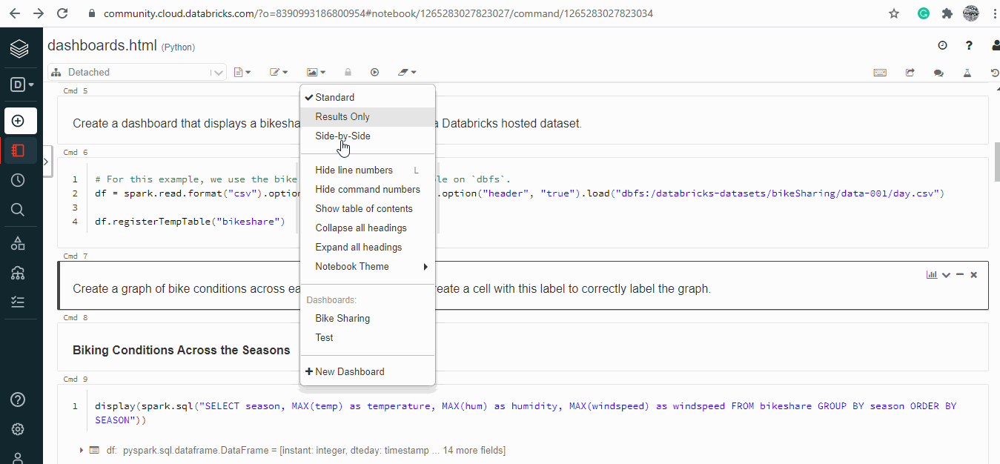 community.cloud.databricks.com/?o=8390993186800954#notebook/1265283027823027/command/1265283027823034
dashboards.html (Python)
D
Detached
Cmd 5
Create a dashboard that displays a bikesha
a Databricks hosted dataset.
Cmd 6
1 # For this example, we use the bike
le on `dbfs`.
2 df = spark.read.format("csv").option
.option("header", "true").load("dbfs:/databricks-datasets/bikeSharing/data-001/day.csv")
3
4 df.registerTempTable("bikeshare")
Cmd 7
Create a graph of bike conditions across ea
reate a cell with this label to correctly label the graph.
Cmd 8
Biking Conditions Across the Seasons
Cmd 9
1 display(spark.sql("SELECT season, MAX(temp) as temperature, MAX(hum) as humidity, MAX(windspeed) as windspeed FROM bikeshare GROUP BY season ORDER BY
SEASON"))
df: pyspark.sql.dataframe.DataFrame = [instant: integer, dteday: timestamp ... 14 more fields]
Standard
Results Only
Side-by-Side
Hide line numbers L
Hide command numbers
Show table of contents
Collapse all headings
Expand all headings
Notebook Theme
Dashboards:
Bike Sharing
Test
+ New Dashboard